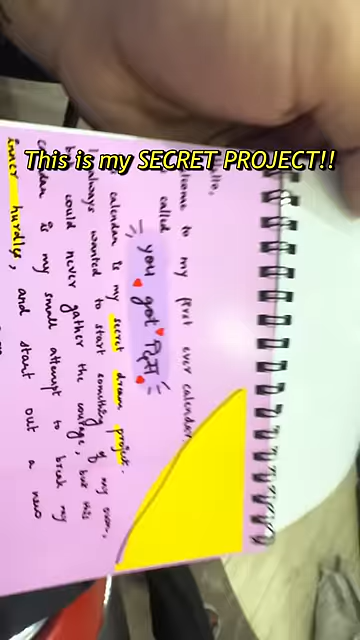 This is my SECRET PROJECT!!
Hello,
to my first ever calendar
called
you got
calendar is my secret dream project.
I always wanted to start something of my own,
could never gather the courage, but this
is my small attempt to break my
inner hurdles, and start out a new